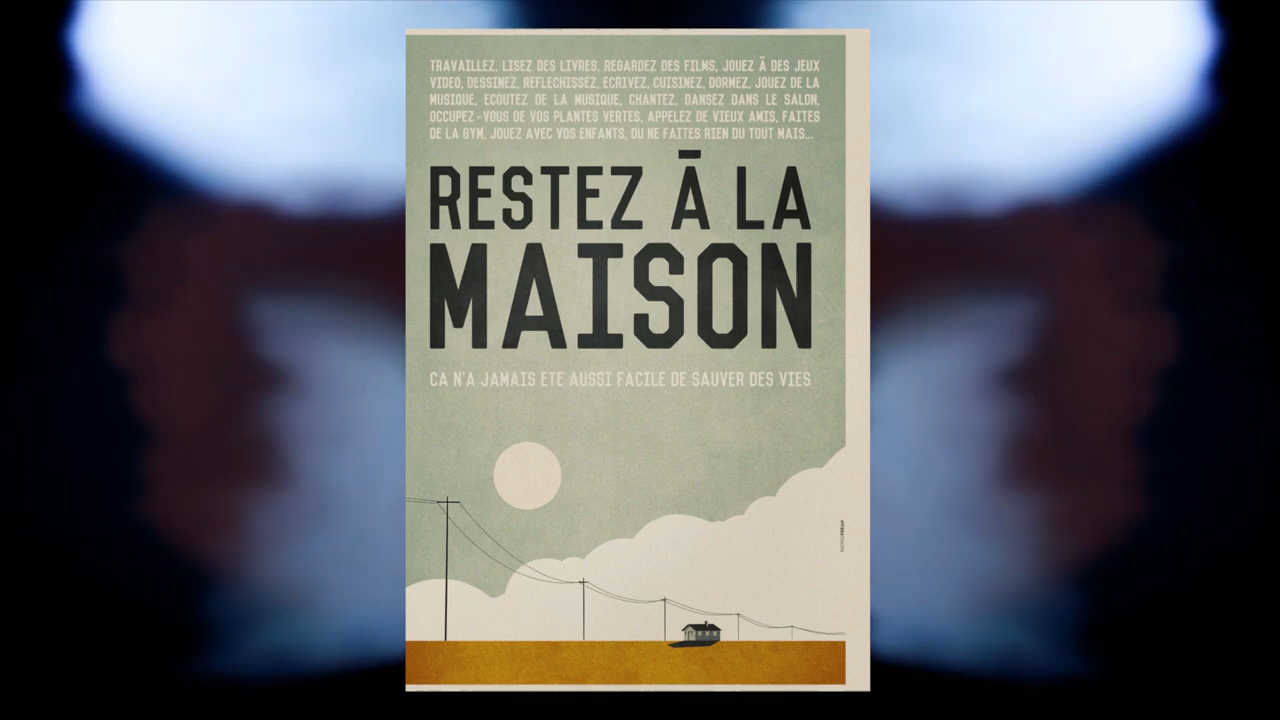 TRAVAILLEZ, LISEZ DES LIVRES, REGARDEZ DES FILMS, JOUEZ Ā DES JEUX
VIDEO, DESSINEZ, REFLECHISSEZ, ECRIVEZ, CUISINEZ, DORMEZ, JOUEZ DE LA
MUSIQUE, ECOUTEZ DE LA MUSIQUE, CHANTEZ, DANSEZ DANS LE SALON,
OCCUPEZ-VOUS DE VOS PLANTES VERTES, APPELEZ DE VIEUX AMIS, FAITES
DE LA GYM, JOUEZ AVEC VOS ENFANTS, OU NE FAITES RIEN DU TOUT MAIS...
RESTEZ Ā LA
MAISON
CA N'A JAMAIS ETE AUSSI FACILE DE SAUVER DES VIES